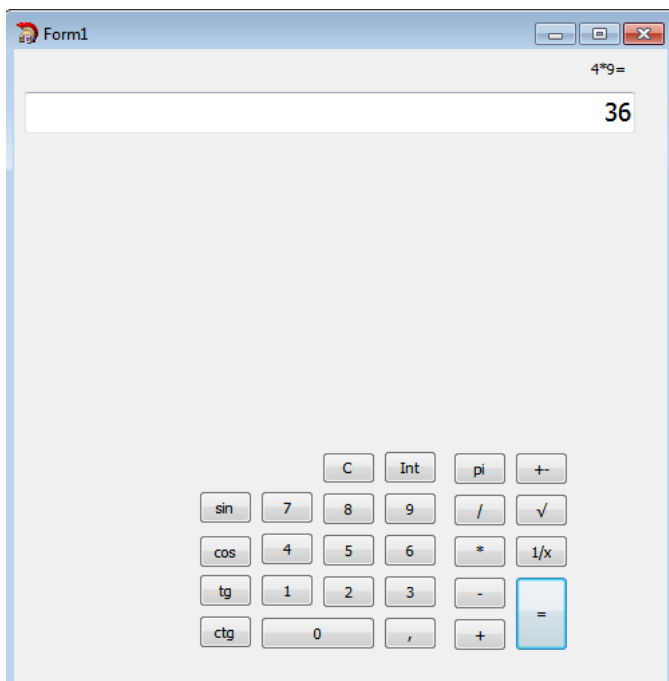 Form1
4*9=
36
C Int pi +-
sin 7 8 9 / √
cos 4 5 6 * 1/x
tg 1 2 3 - =
ctg 0 , +